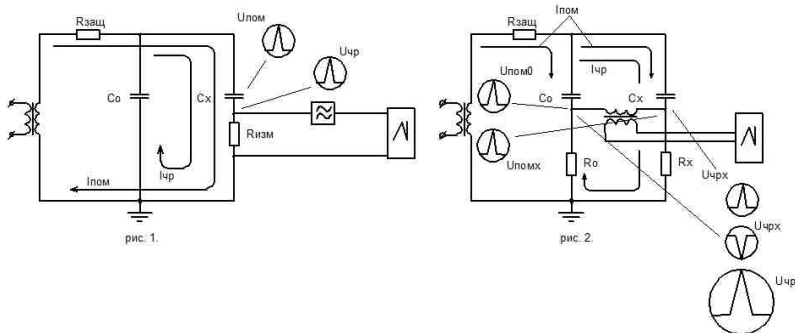 Rзащ
Uпом
Uчр
Co
Cx
Rизм
Iчр
Iпом
рис. 1.
Iпом
Rзащ
Iчр
Uпом0
Co
Cx
Uпомх
Ro
Rx
Uчрх
Uчрх
Uчр
рис. 2.